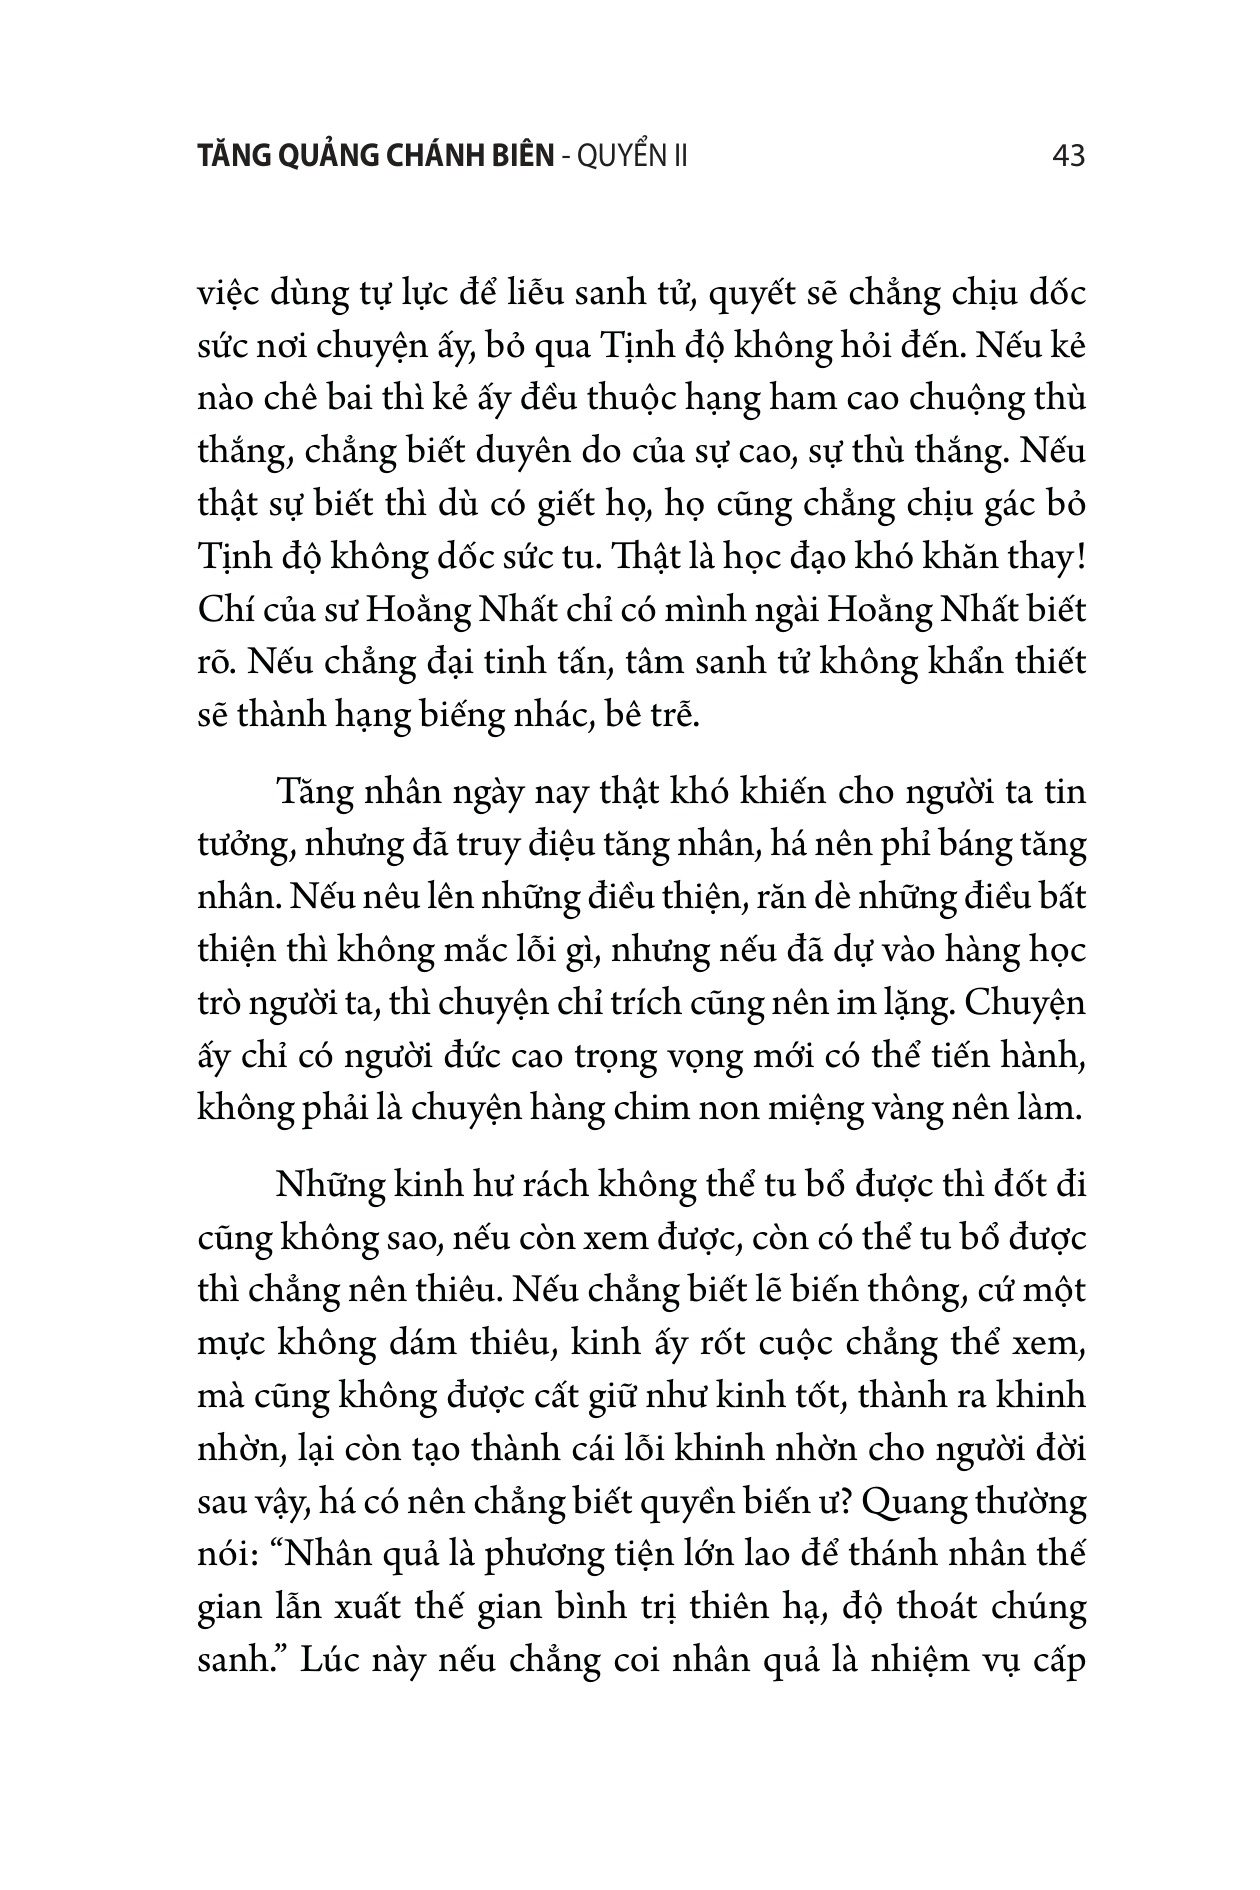 TĂNG QUẢNG CHÁNH BIÊN - QUYỂN II 43
việc dùng tự lực để liễu sanh tử, quyết sẽ chẳng chịu dốc
sức nơi chuyện ấy, bỏ qua Tịnh độ không hỏi đến. Nếu kẻ
nào chê bai thì kẻ ấy đều thuộc hạng ham cao chuộng thù
thắng, chẳng biết duyên do của sự cao, sự thù thắng. Nếu
thật sự biết thì dù có giết họ, họ cũng chẳng chịu gác bỏ
Tịnh độ không dốc sức tu. Thật là học đạo khó khăn thay!
Chí của sư Hoằng Nhất chỉ có mình ngài Hoằng Nhất biết
rõ. Nếu chẳng đại tinh tấn, tâm sanh tử không khẩn thiết
sẽ thành hạng biếng nhác, bê trễ.
Tăng nhân ngày nay thật khó khiến cho người ta tin
tưởng, nhưng đã truy điệu tăng nhân, há nên phỉ báng tăng
nhân. Nếu nêu lên những điều thiện, răn dè những điều bất
thiện thì không mắc lỗi gì, nhưng nếu đã dự vào hàng học
trò người ta, thì chuyện chỉ trích cũng nên im lặng. Chuyện
ấy chỉ có người đức cao trọng vọng mới có thể tiến hành,
không phải là chuyện hàng chim non miệng vàng nên làm.
Những kinh hư rách không thể tu bổ được thì đốt đi
cũng không sao, nếu còn xem được, còn có thể tu bổ được
thì chẳng nên thiêu. Nếu chẳng biết lẽ biến thông, cứ một
mực không dám thiêu, kinh ấy rốt cuộc chẳng thể xem,
mà cũng không được cất giữ như kinh tốt, thành ra khinh
nhờn, lại còn tạo thành cái lỗi khinh nhờn cho người đời
sau vậy, há có nên chẳng biết quyền biến ư? Quang thường
nói: “Nhân quả là phương tiện lớn lao để thánh nhân thế
gian lẫn xuất thế gian bình trị thiên hạ, độ thoát chúng
sanh.” Lúc này nếu chẳng coi nhân quả là nhiệm vụ cấp